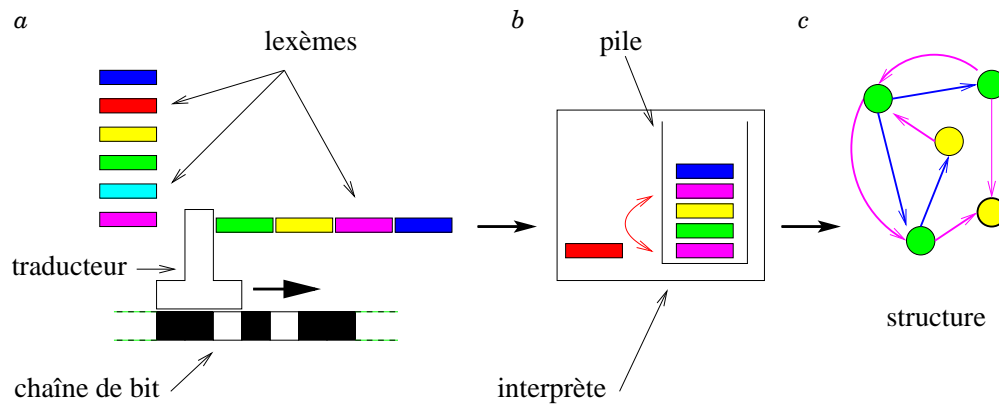 a
b
c
lexèmes
pile
traducteur
structure
chaîne de bit
interprète